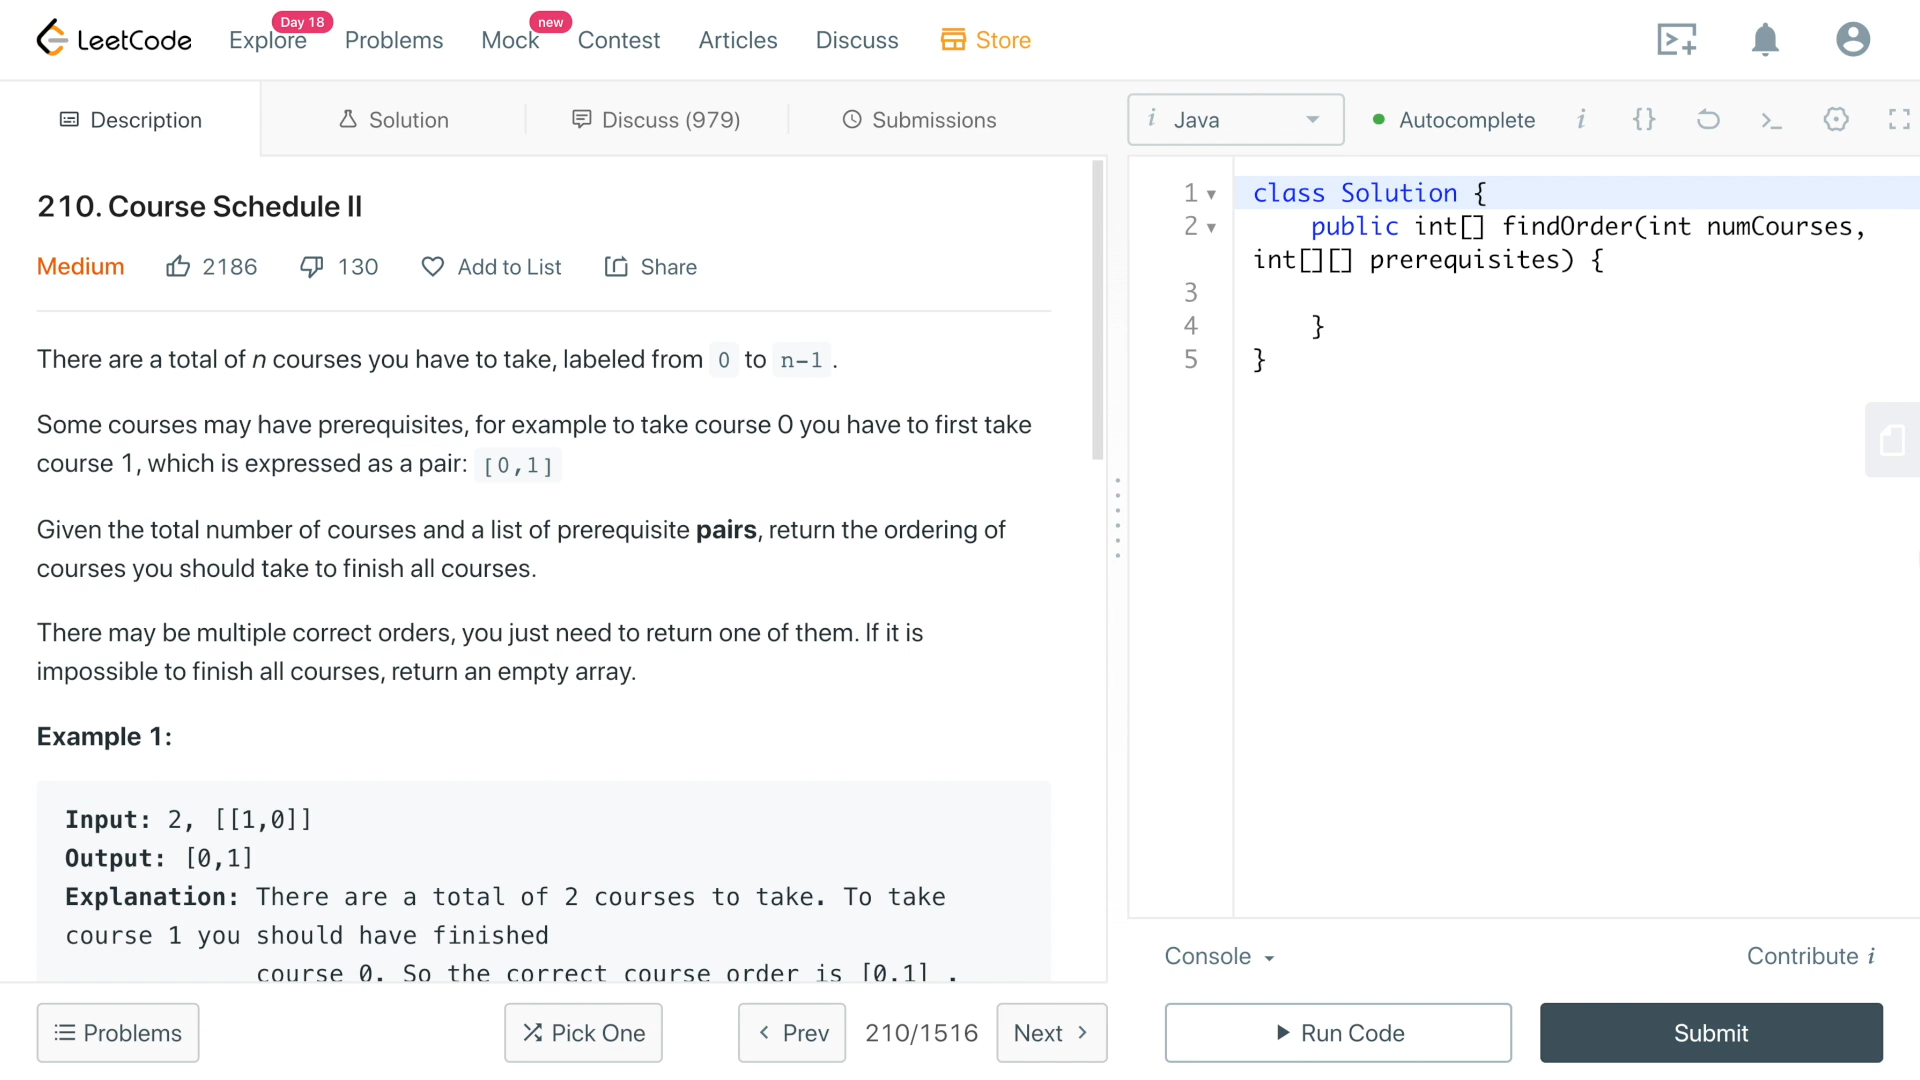 LeetCode
Explore
Day 18
Problems
Mock
new
Contest
Articles
Discuss
Store
Description
Solution
Discuss (979)
Submissions
i Java
Autocomplete
i
{}
>_
210. Course Schedule II
Medium
2186
130
Add to List
Share
There are a total of n courses you have to take, labeled from 0 to n-1.
Some courses may have prerequisites, for example to take course 0 you have to first take
course 1, which is expressed as a pair: [0,1]
Given the total number of courses and a list of prerequisite pairs, return the ordering of
courses you should take to finish all courses.
There may be multiple correct orders, you just need to return one of them. If it is
impossible to finish all courses, return an empty array.
Example 1:
Input: 2, [[1,0]]
Output: [0,1]
Explanation: There are a total of 2 courses to take. To take
course 1 you should have finished
course 0. So the correct course order is [0,1] .
1 class Solution {
2 public int[] findOrder(int numCourses,
int[][] prerequisites) {
3
4 }
5 }
Console
Contribute i
Problems
Pick One
Prev
210/1516
Next
Run Code
Submit